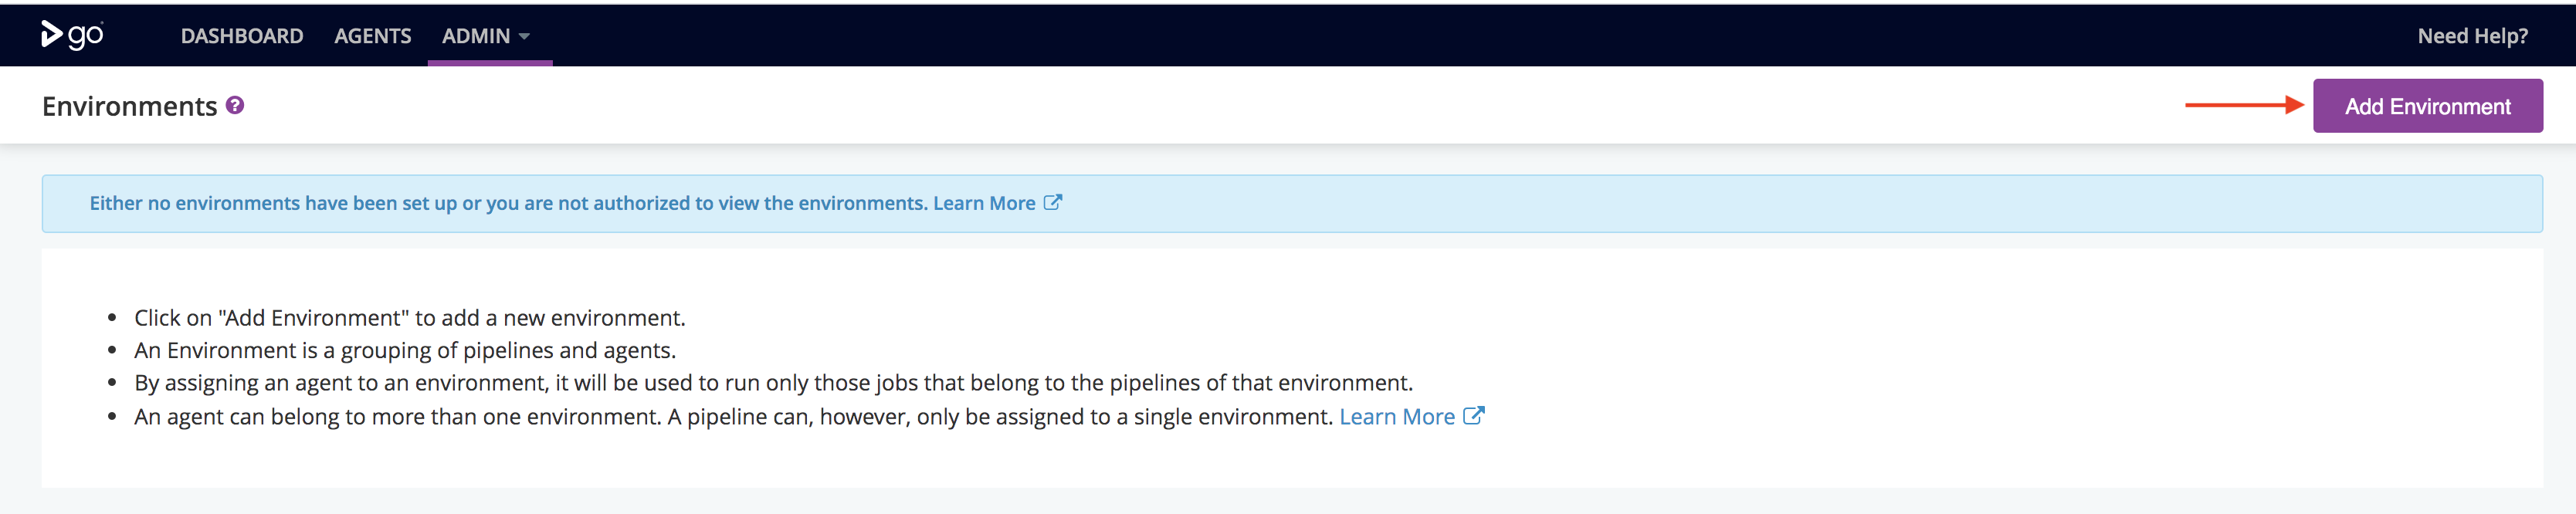 go DASHBOARD AGENTS ADMIN Need Help?
Environments ? Add Environment
Either no environments have been set up or you are not authorized to view the environments. Learn More
• Click on "Add Environment" to add a new environment.
• An Environment is a grouping of pipelines and agents.
• By assigning an agent to an environment, it will be used to run only those jobs that belong to the pipelines of that environment.
• An agent can belong to more than one environment. A pipeline can, however, only be assigned to a single environment. Learn More